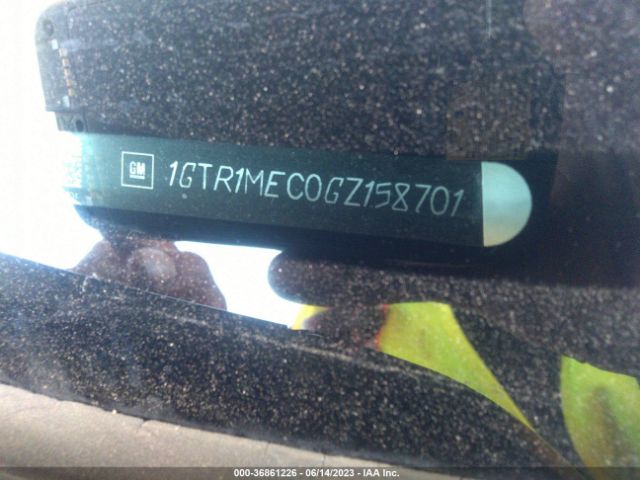 GM 1GTR1MEC0GZ158701
000-36861226 - 06/14/2023 - IAA Inc.